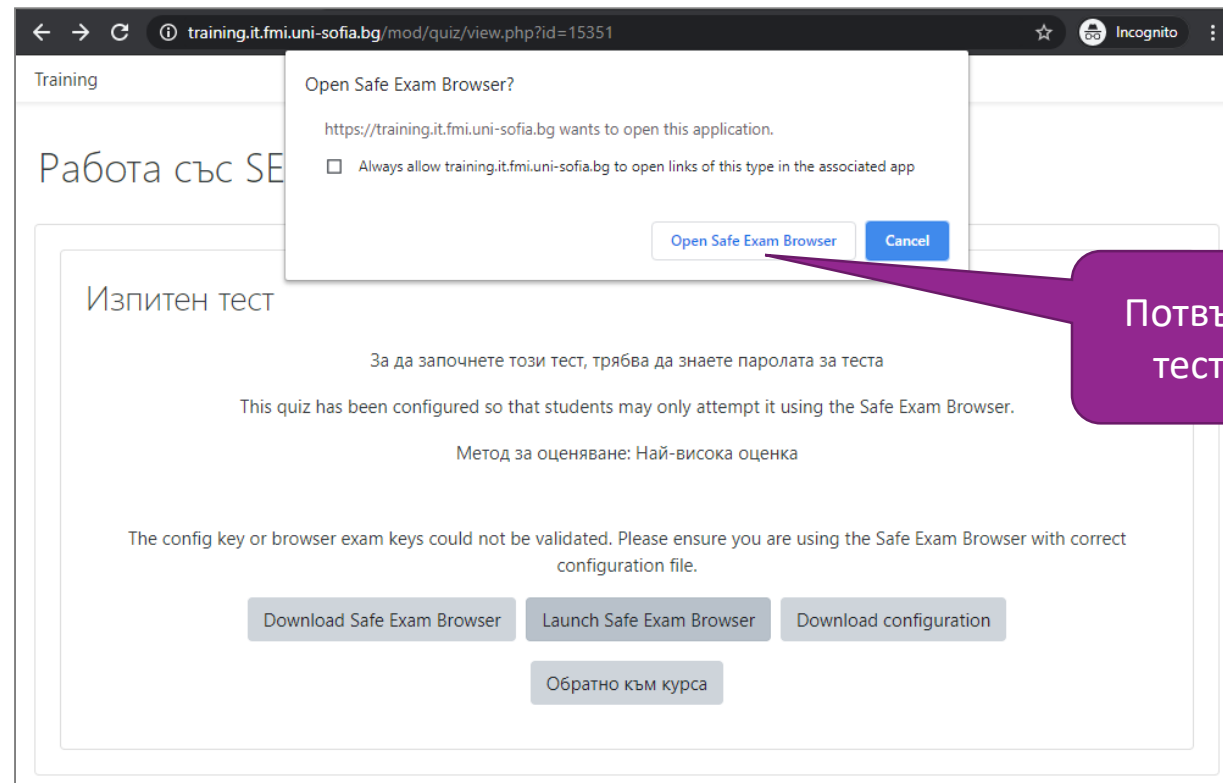 training.it.fmi.uni-sofia.bg/mod/quiz/view.php?id=15351
Incognito
Training
Open Safe Exam Browser?
https://training.it.fmi.uni-sofia.bg wants to open this application.
Always allow training.it.fmi.uni-sofia.bg to open links of this type in the associated app
Open Safe Exam Browser
Cancel
Работа със SE
Изпитен тест
Потвъ
тест
За да започнете този тест, трябва да знаете паролата за теста
This quiz has been configured so that students may only attempt it using the Safe Exam Browser.
Метод за оценяване: Най-висока оценка
The config key or browser exam keys could not be validated. Please ensure you are using the Safe Exam Browser with correct
configuration file.
Download Safe Exam Browser
Launch Safe Exam Browser
Download configuration
Обратно към курса